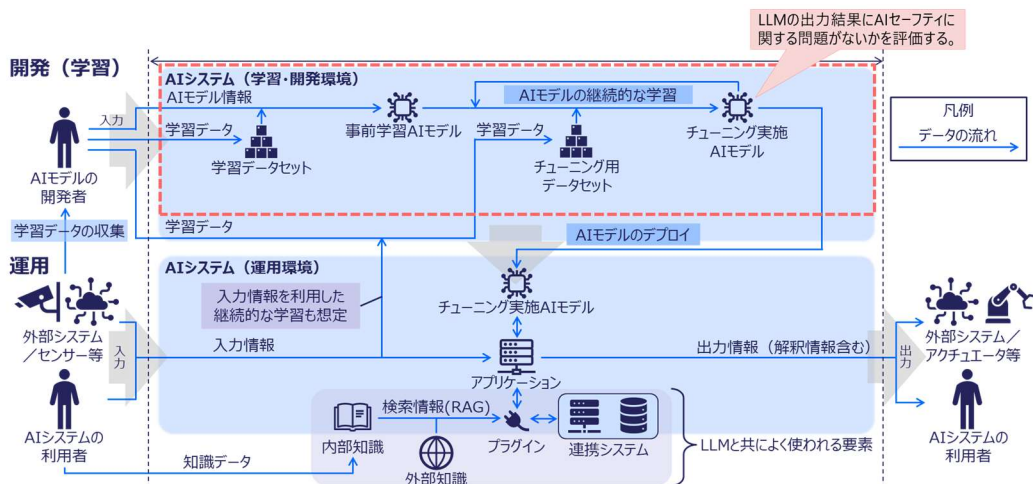 LLMの出力結果にAIセーフティに
関する問題がないかを評価する。
開発（学習）
AIシステム（学習・開発環境）
AIモデル情報
AIモデルの継続的な学習
入力
事前学習AIモデル
チューニング実施
AIモデル
学習データ
学習データ
学習データセット
チューニング用
データセット
凡例
データの流れ
AIモデルの
開発者
学習データ
学習データの収集
AIモデルのデプロイ
運用
AIシステム（運用環境）
入力情報を利用した
継続的な学習も想定
チューニング実施AIモデル
外部システム
／センサー等
入力
入力情報
アプリケーション
出力情報（解釈情報含む）
出力
外部システム／
アクチュエータ等
検索情報(RAG)
内部知識
外部知識
プラグイン
連携システム
LLMと共によく使われる要素
AIシステムの
利用者
知識データ
AIシステムの
利用者